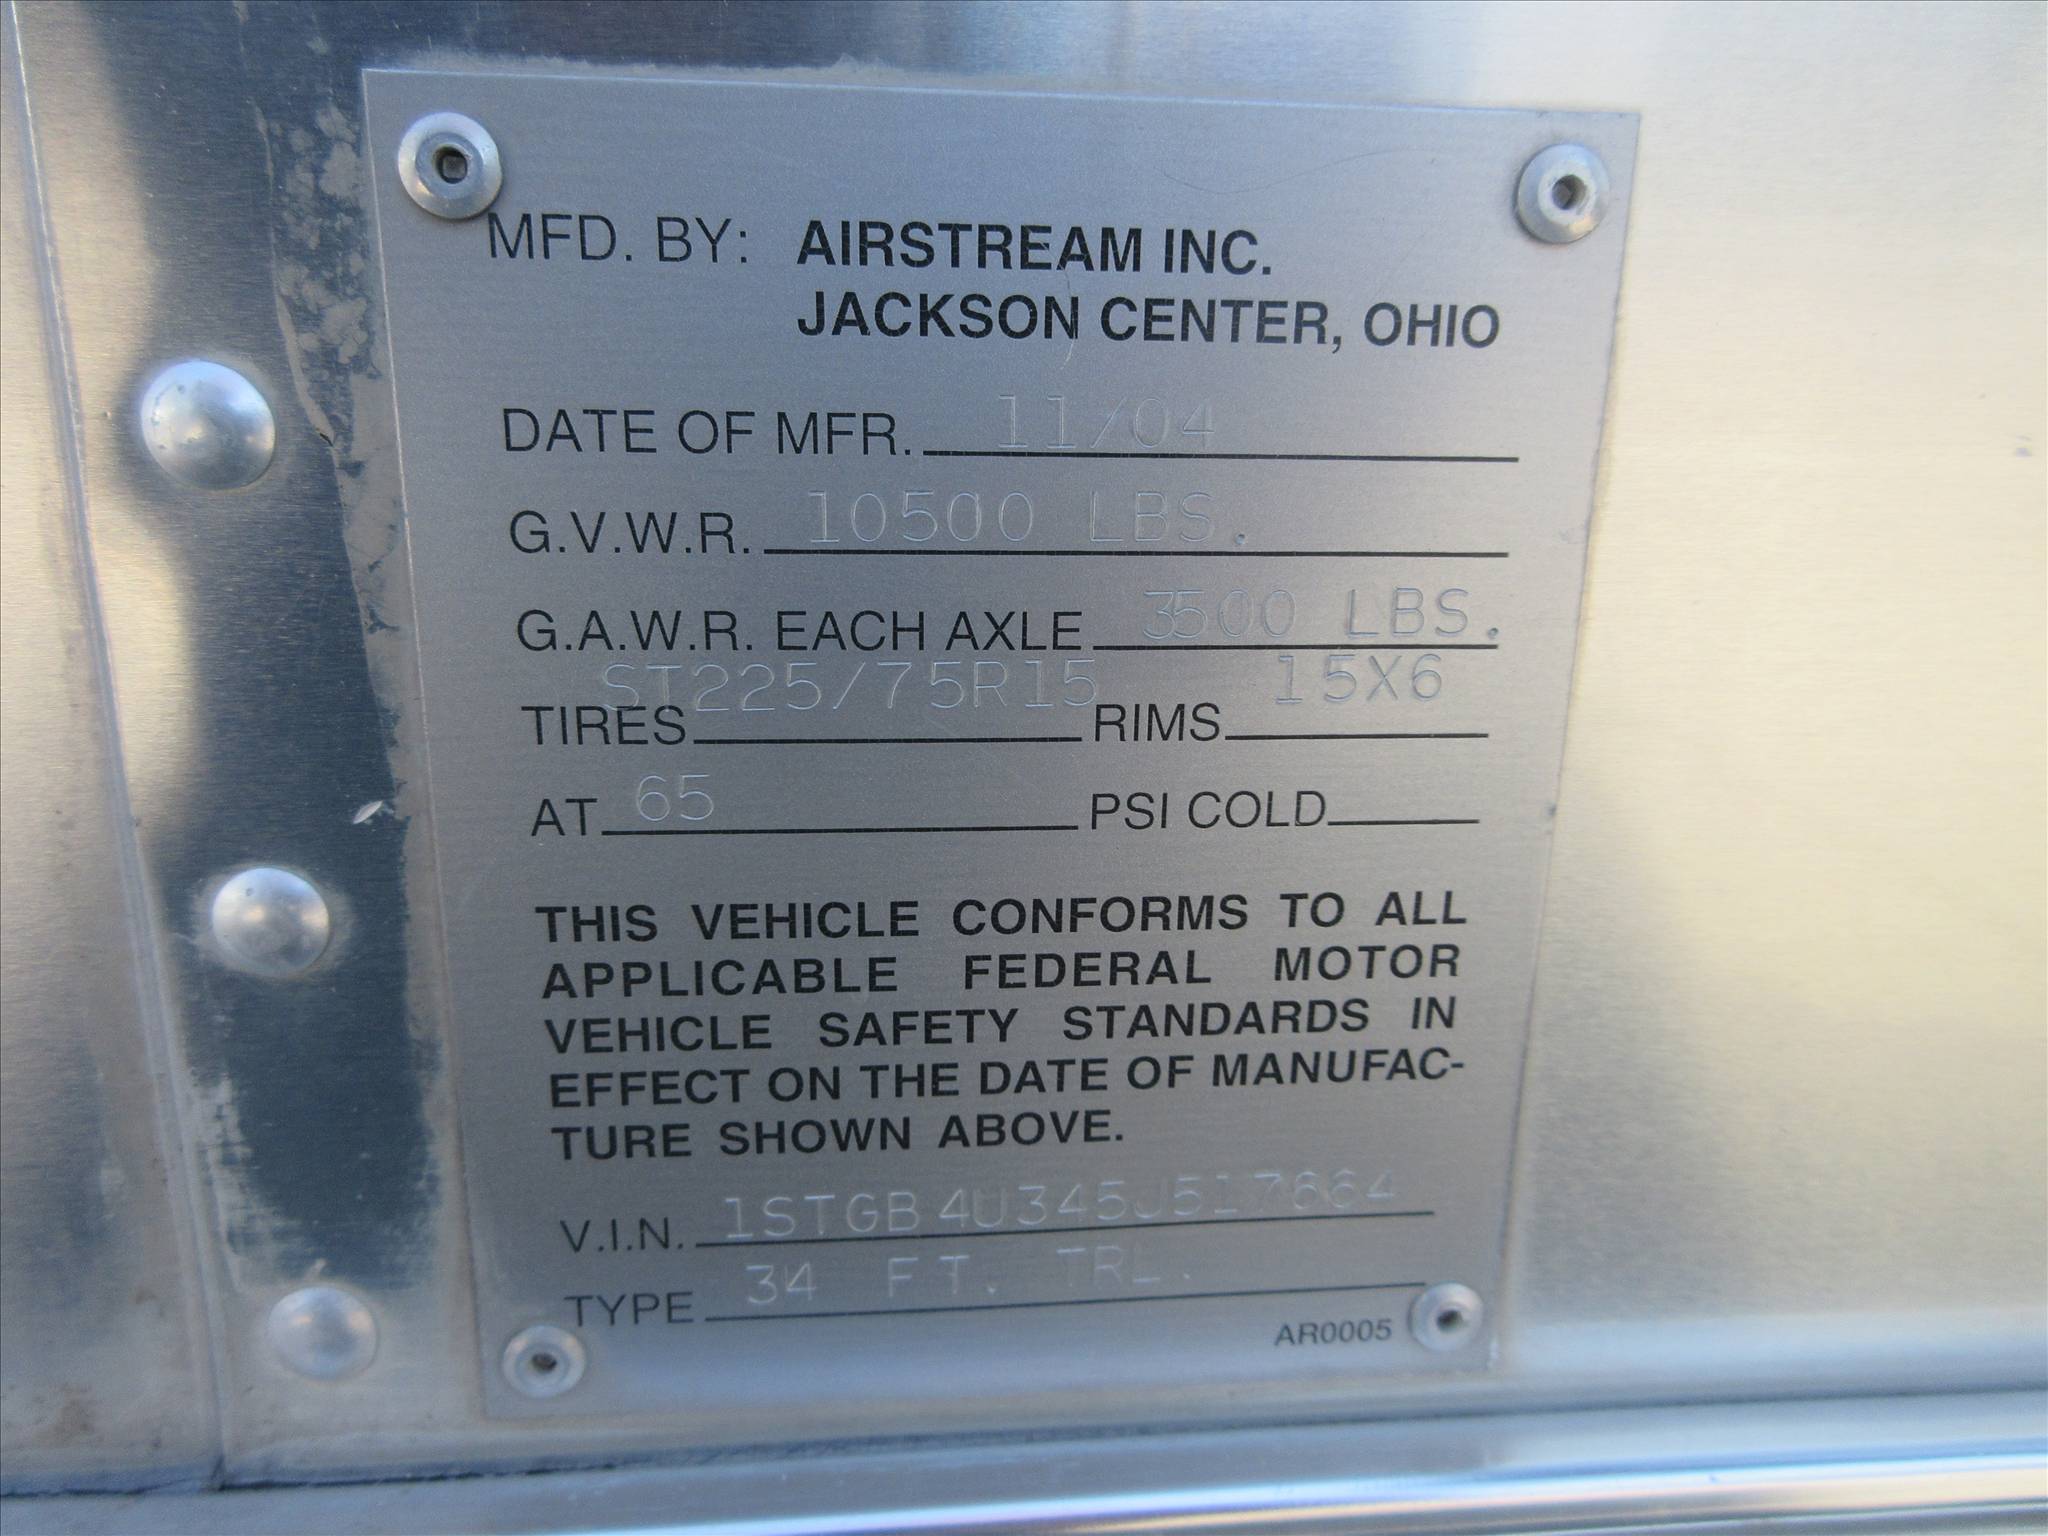 MFD. BY: AIRSTREAM INC.
JACKSON CENTER, OHIO
DATE OF MFR. 11/04
G.V.W.R. 10500 LBS.
G.A.W.R. EACH AXLE 3500 LBS.
TIRES ST225/75R15 RIMS 15X6
AT 65 PSI COLD
THIS VEHICLE CONFORMS TO ALL
APPLICABLE FEDERAL MOTOR
VEHICLE SAFETY STANDARDS IN
EFFECT ON THE DATE OF MANUFAC-
TURE SHOWN ABOVE.
V.I.N. 1STGB4U345J517664
TYPE 34 FT. TRL.
AR0005